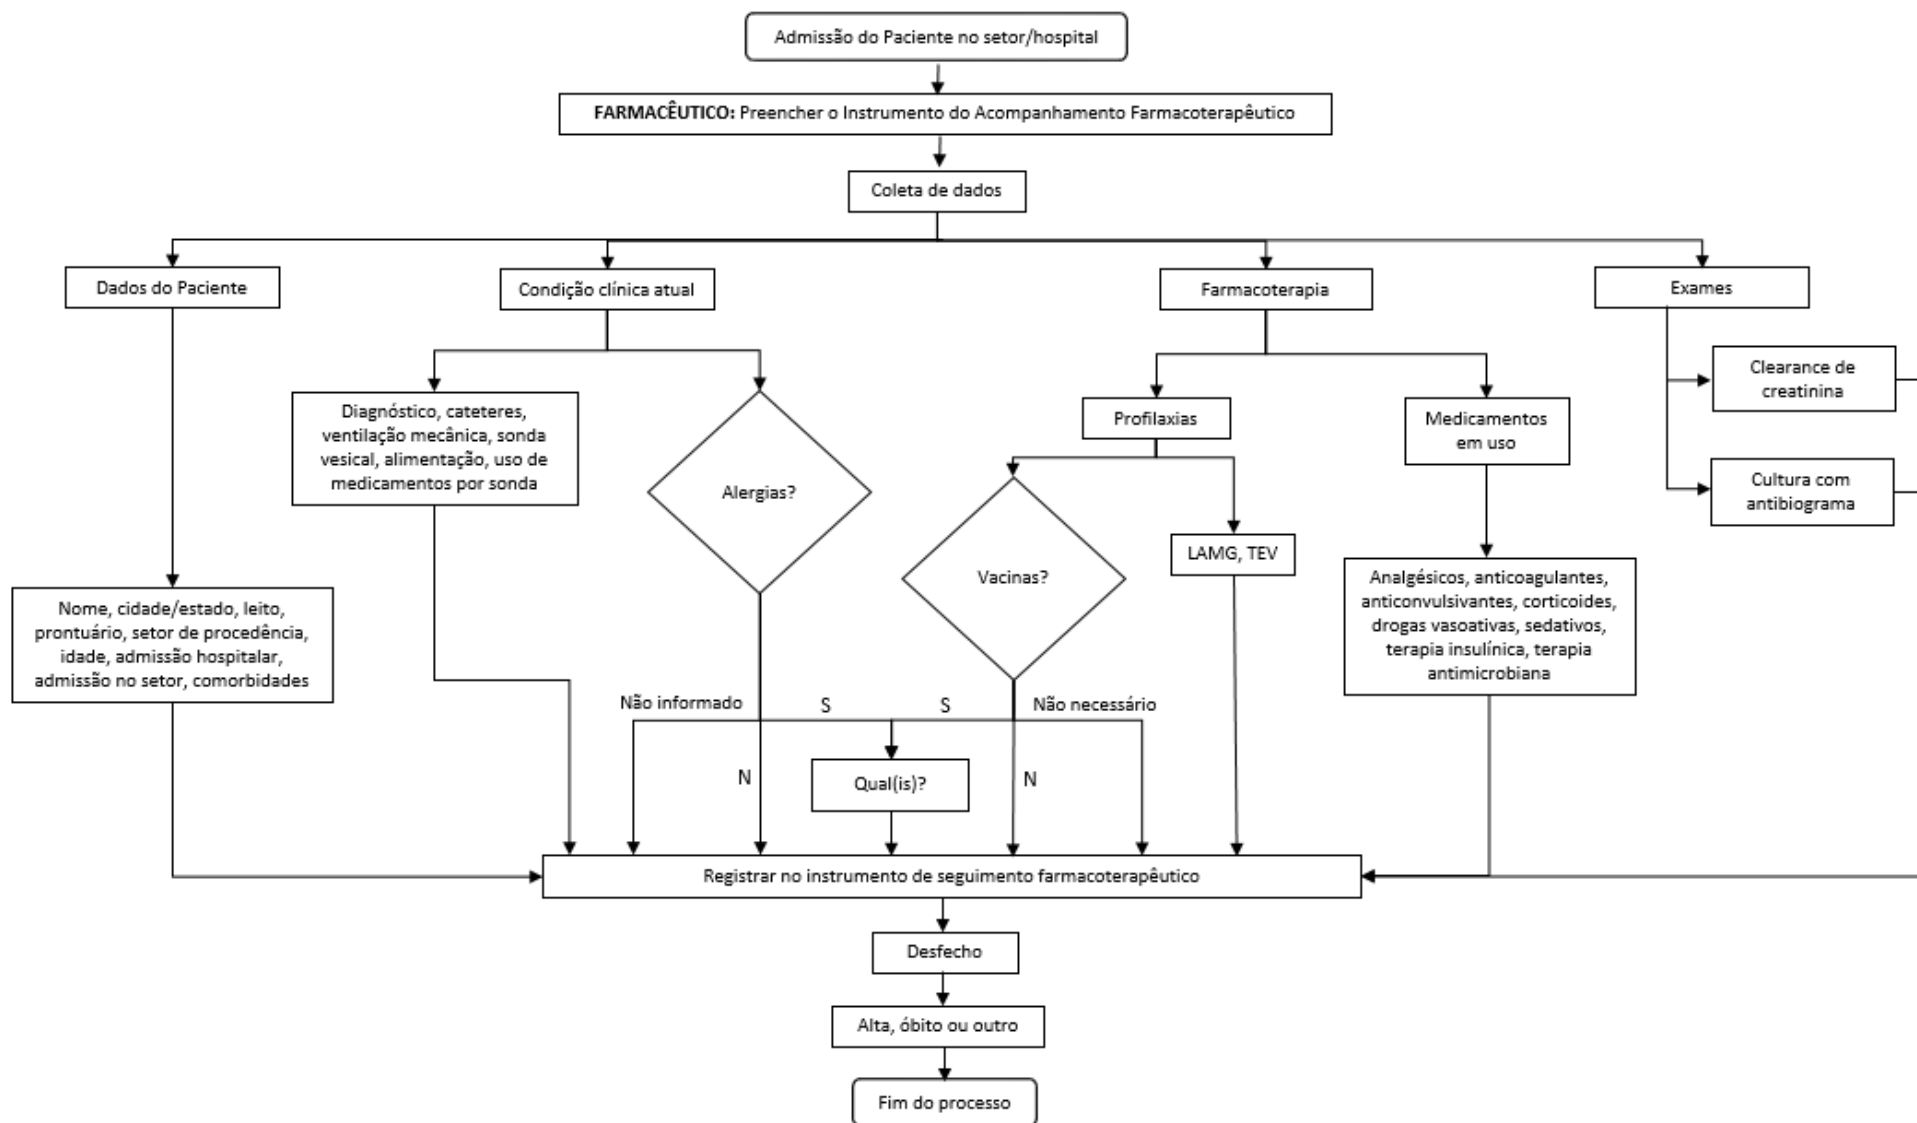 Admissão do Paciente no setor/hospital
FARMACÊUTICO: Preencher o Instrumento do Acompanhamento Farmacoterapêutico
Coleta de dados
Dados do Paciente
Condição clínica atual
Farmacoterapia
Exames
Clearance de
creatinina
Cultura com
antibiograma
Diagnóstico, cateteres,
ventilação mecânica, sonda
vesical, alimentação, uso de
medicamentos por sonda
Alergias?
Profilaxias
Medicamentos
em uso
Vacinas?
LAMG, TEV
Analgésicos, anticoagulantes,
anticonvulsivantes, corticoides,
drogas vasoativas, sedativos,
terapia insulínica, terapia
antimicrobiana
Nome, cidade/estado, leito,
prontuário, setor de procedência,
idade, admissão hospitalar,
admissão no setor, comorbidades
Não informado
S
S
Não necessário
N
Qual(is)?
N
Registrar no instrumento de seguimento farmacoterapêutico
Desfecho
Alta, óbito ou outro
Fim do processo